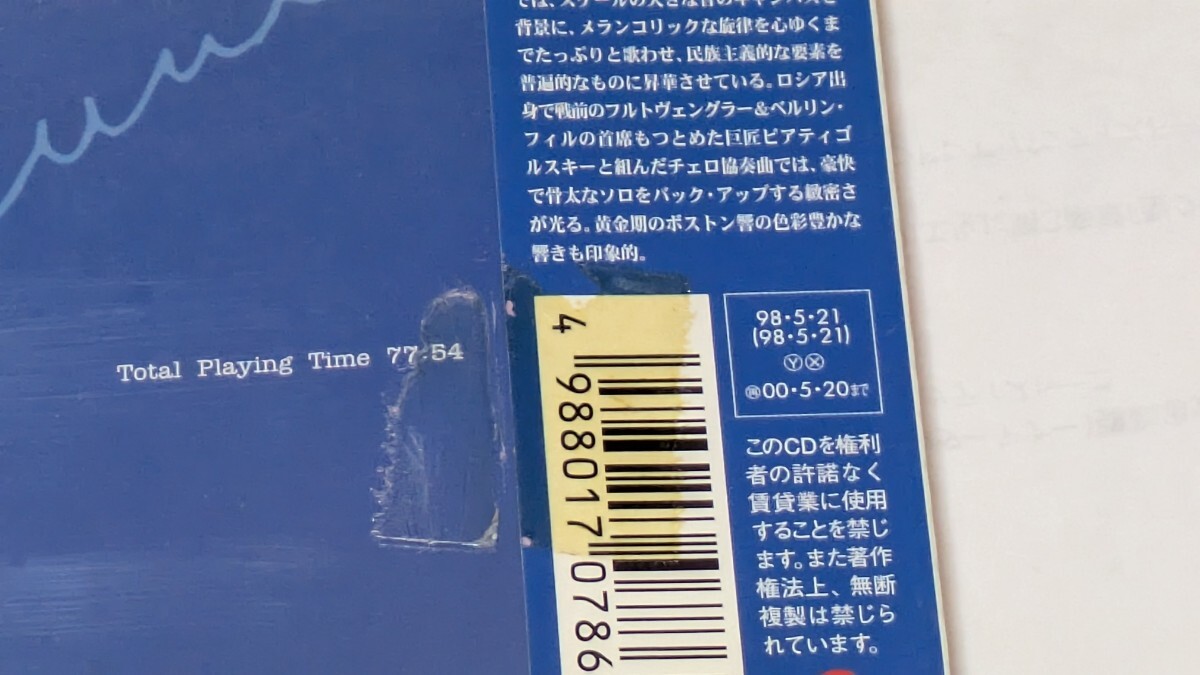 では、スケールの大きな音のキャンバスを
背景に、メランコリックな旋律を心ゆくま
でたっぷりと歌わせ、民族主義的な要素を
普遍的なものに昇華させている。ロシア出
身で戦前のフルトヴェングラー&ベルリン・
フィルの首席もつとめた巨匠ピアティゴ
ルスキーと組んだチェロ協奏曲では、豪快
で骨太なソロをバック・アップする緻密さ
が光る。黄金期のボストン響の色彩豊かな
響きも印象的。
Total Playing Time 77:54
4 988017 0786
98・5・21
(98・5・21)
Ⓨ
00・5・20まで
このCDを権利
者の許諾なく
賃貸業に使用
することを禁じ
ます。また著作
権法上、無断
複製は禁じら
れています。